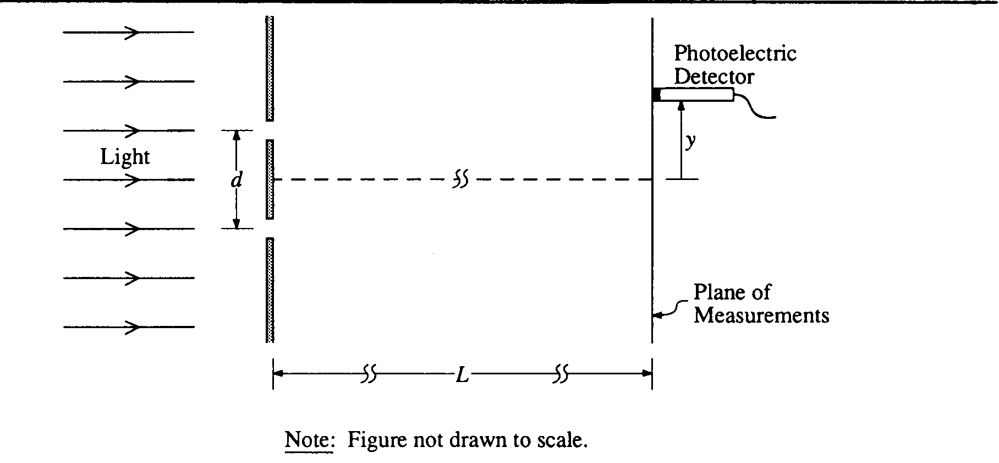 Photoelectric
Detector
Light
d
y
Plane of
Measurements
L
Note: Figure not drawn to scale.